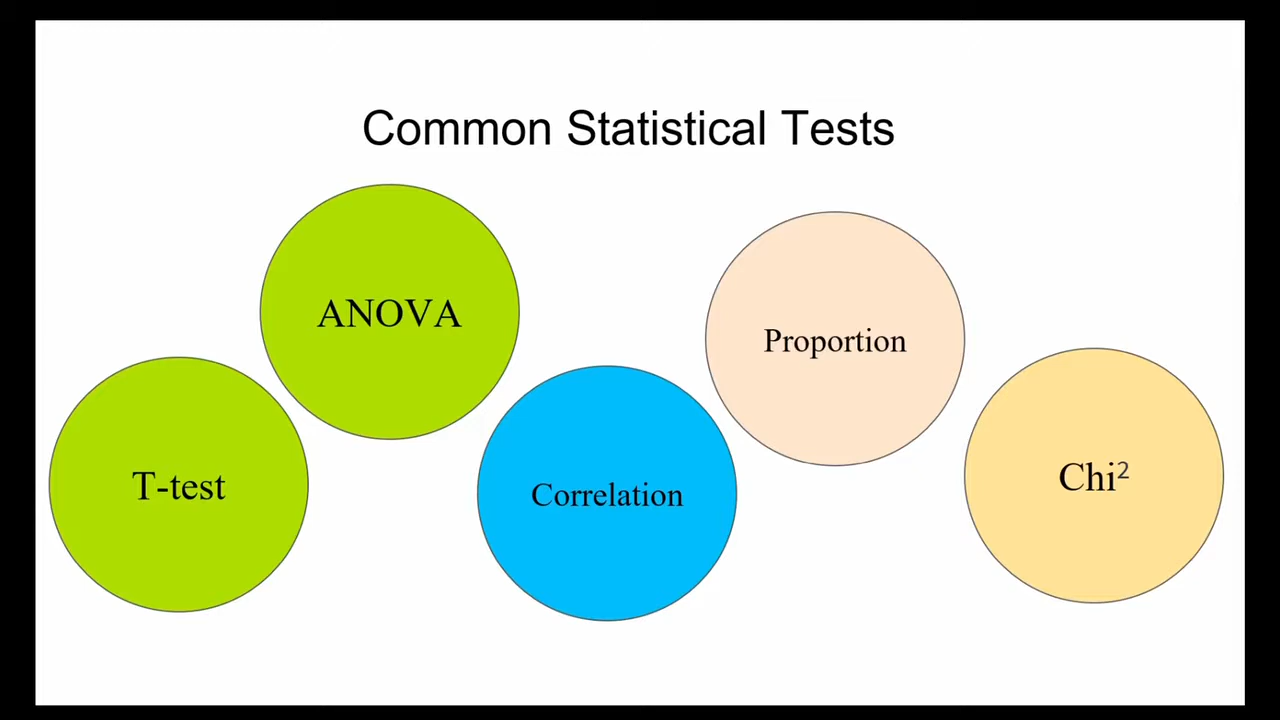 Common Statistical Tests
ANOVA
Proportion
T-test
Correlation
Chi²